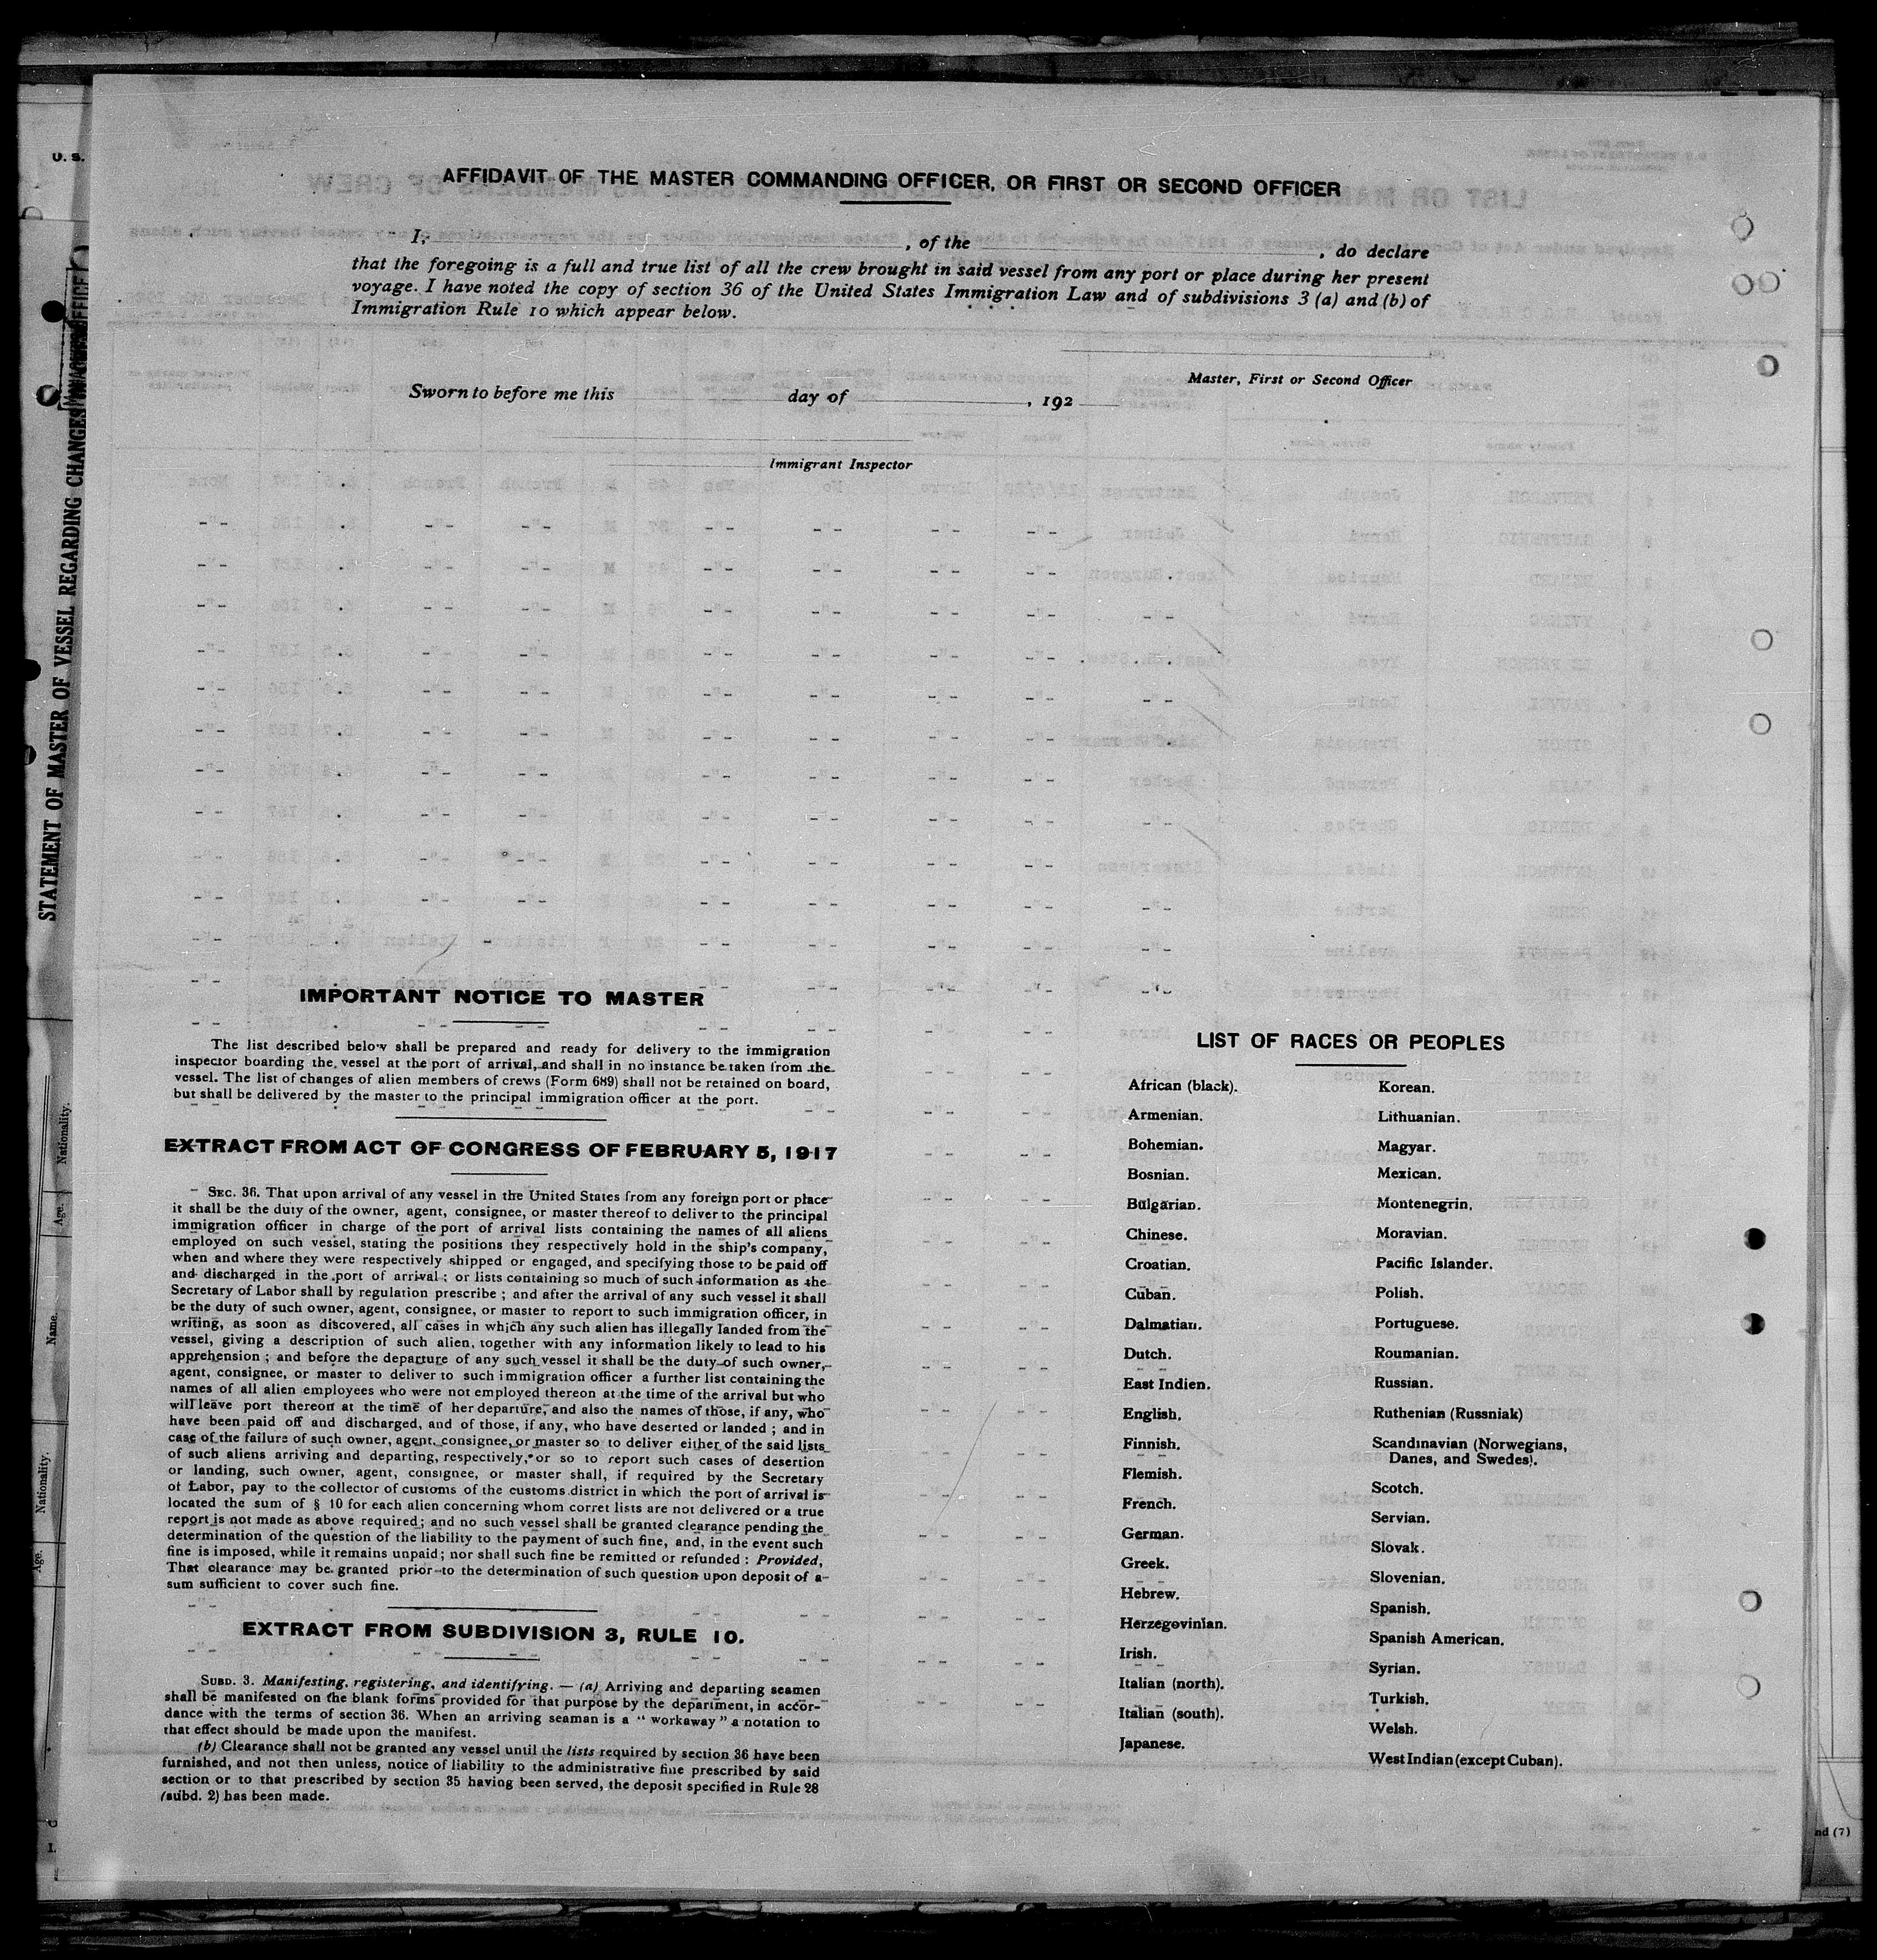 AFFIDAVIT OF THE MASTER COMMANDING OFFICER, OR FIRST OR SECOND OFFICER
I, , of the , do declare
that the foregoing is a full and true list of all the crew brought in said vessel from any port or place during her present
voyage. I have noted the copy of section 36 of the United States Immigration Law and of subdivisions 3 (a) and (b) of
Immigration Rule 10 which appear below.
Master, First or Second Officer
Sworn to before me this day of , 192
Immigrant Inspector
IMPORTANT NOTICE TO MASTER
The list described below shall be prepared and ready for delivery to the immigration
inspector boarding the vessel at the port of arrival, and shall in no instance be taken from the
vessel. The list of changes of alien members of crews (Form 689) shall not be retained on board,
but shall be delivered by the master to the principal immigration officer at the port.
EXTRACT FROM ACT OF CONGRESS OF FEBRUARY 5, 1917
SEC. 36. That upon arrival of any vessel in the United States from any foreign port or place
it shall be the duty of the owner, agent, consignee, or master thereof to deliver to the principal
immigration officer in charge of the port of arrival lists containing the names of all aliens
employed on such vessel, stating the positions they respectively hold in the ship's company,
when and where they were respectively shipped or engaged, and specifying those to be paid off
and discharged in the port of arrival ; or lists containing so much of such information as the
Secretary of Labor shall by regulation prescribe ; and after the arrival of any such vessel it shall
be the duty of such owner, agent, consignee, or master to report to such immigration officer, in
writing, as soon as discovered, all cases in which any such alien has illegally landed from the
vessel, giving a description of such alien, together with any information likely to lead to his
apprehension ; and before the departure of any such vessel it shall be the duty of such owner,
agent, consignee, or master to deliver to such immigration officer a further list containing the
names of all alien employees who were not employed thereon at the time of the arrival but who
will leave port thereon at the time of her departure, and also the names of those, if any, who
have been paid off and discharged, and of those, if any, who have deserted or landed ; and in
case of the failure of such owner, agent, consignee, or master so to deliver either of the said lists
of such aliens arriving and departing, respectively, or so to report such cases of desertion
or landing, such owner, agent, consignee, or master shall, if required by the Secretary
of Labor, pay to the collector of customs of the customs district in which the port of arrival is
located the sum of § 10 for each alien concerning whom corret lists are not delivered or a true
report is not made as above required ; and no such vessel shall be granted clearance pending the
determination of the question of the liability to the payment of such fine, and, in the event such
fine is imposed, while it remains unpaid ; nor shall such fine be remitted or refunded : Provided,
That clearance may be granted prior to the determination of such question upon deposit of a
sum sufficient to cover such fine.
EXTRACT FROM SUBDIVISION 3, RULE 10.
SUBD. 3. Manifesting, registering, and identifying. — (a) Arriving and departing seamen
shall be manifested on the blank forms provided for that purpose by the department, in accor-
dance with the terms of section 36. When an arriving seaman is a " workaway " a notation to
that effect should be made upon the manifest.
(b) Clearance shall not be granted any vessel until the lists required by section 36 have been
furnished, and not then unless, notice of liability to the administrative fine prescribed by said
section or to that prescribed by section 35 having been served, the deposit specified in Rule 28
(subd. 2) has been made.
LIST OF RACES OR PEOPLES
African (black).
Armenian.
Bohemian.
Bosnian.
Bulgarian.
Chinese.
Croatian.
Cuban.
Dalmatian.
Dutch.
East Indien.
English.
Finnish.
Flemish.
French.
German.
Greek.
Hebrew.
Herzegovinian.
Irish.
Italian (north).
Italian (south).
Japanese.
Korean.
Lithuanian.
Magyar.
Mexican.
Montenegrin.
Moravian.
Pacific Islander.
Polish.
Portuguese.
Roumanian.
Russian.
Ruthenian (Russniak)
Scandinavian (Norwegians,
Danes, and Swedes).
Scotch.
Servian.
Slovak.
Slovenian.
Spanish.
Spanish American.
Syrian.
Turkish.
Welsh.
West Indian (except Cuban).
U. S.
STATEMENT OF MASTER OF VESSEL REGARDING CHANGES
Nationality.
Age.
Name.
Nationality.
Age.
nd (7)